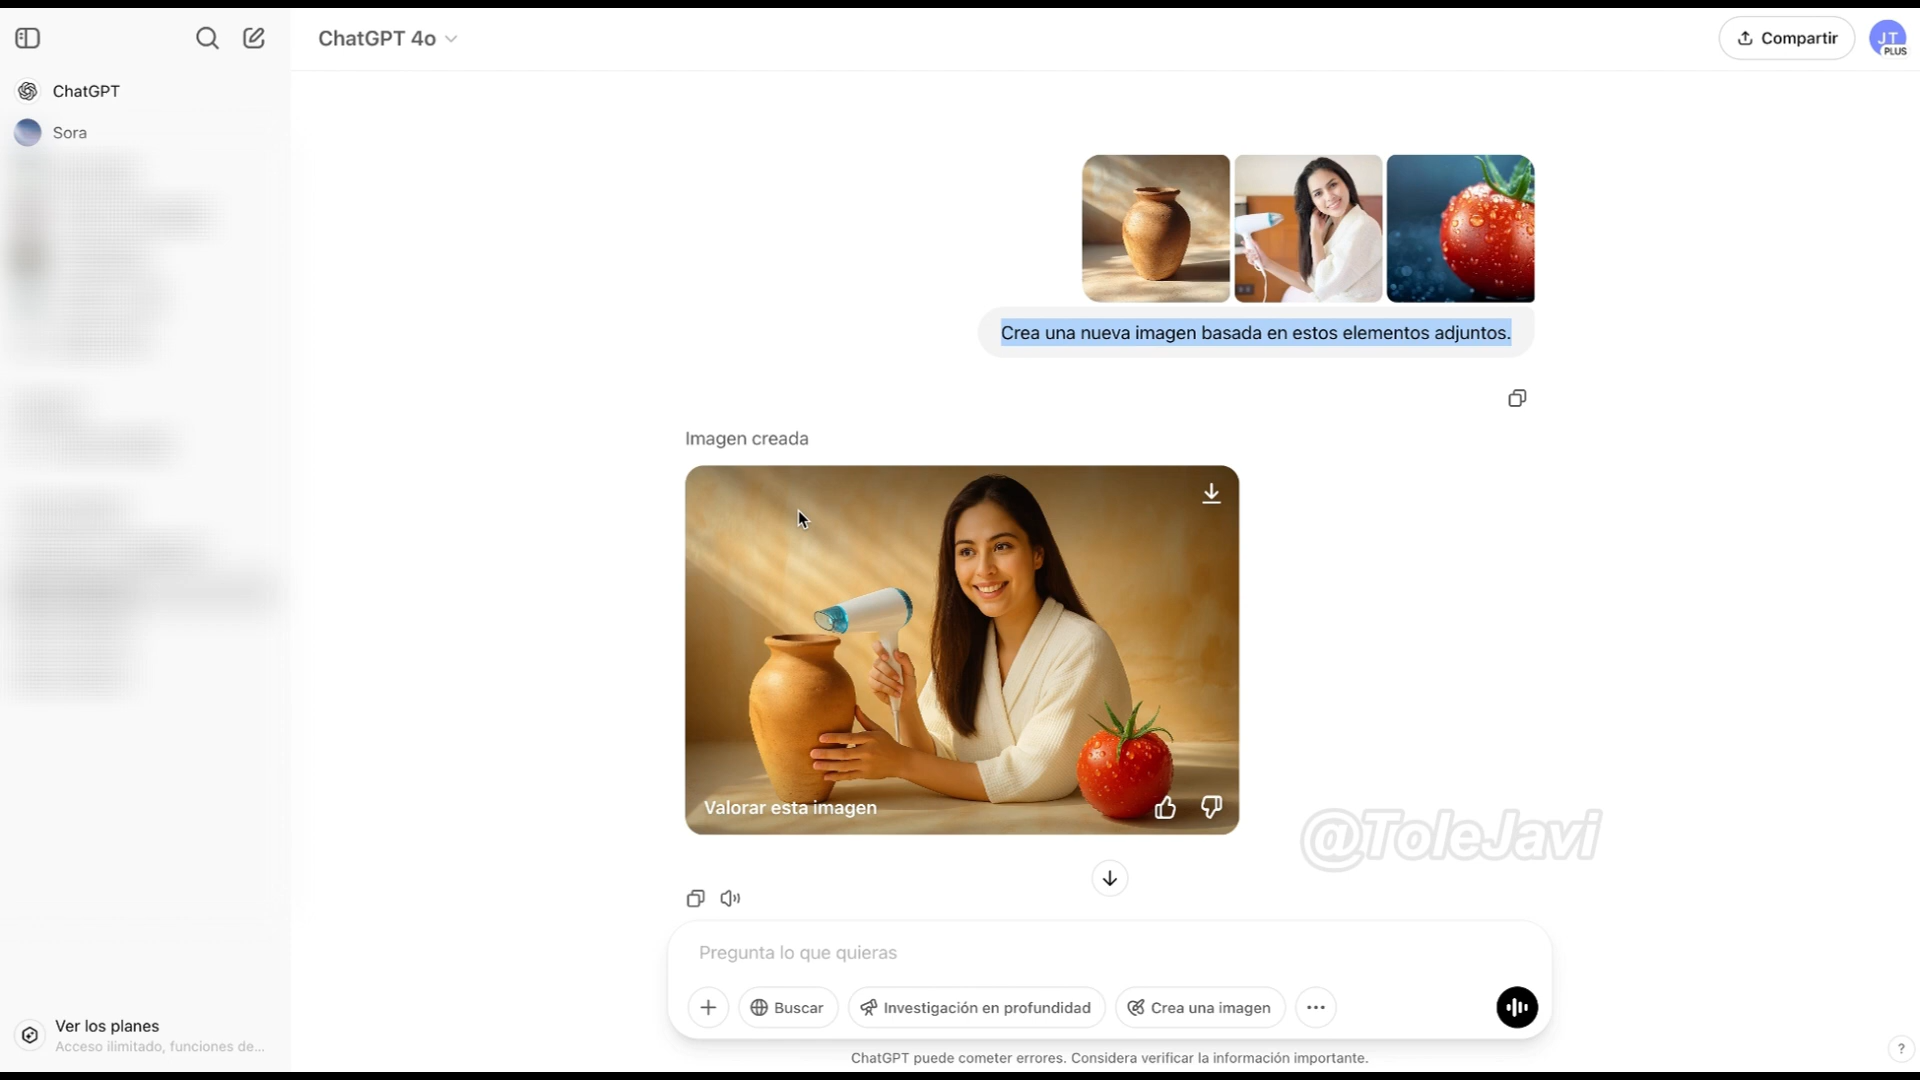 ChatGPT 4o
Compartir
JT
PLUS
ChatGPT
Sora
Crea una nueva imagen basada en estos elementos adjuntos.
Imagen creada
Valorar esta imagen
@ToleJavi
Pregunta lo que quieras
Buscar
Investigación en profundidad
Crea una imagen
Ver los planes
Acceso ilimitado, funciones de...
ChatGPT puede cometer errores. Considera verificar la información importante.
?